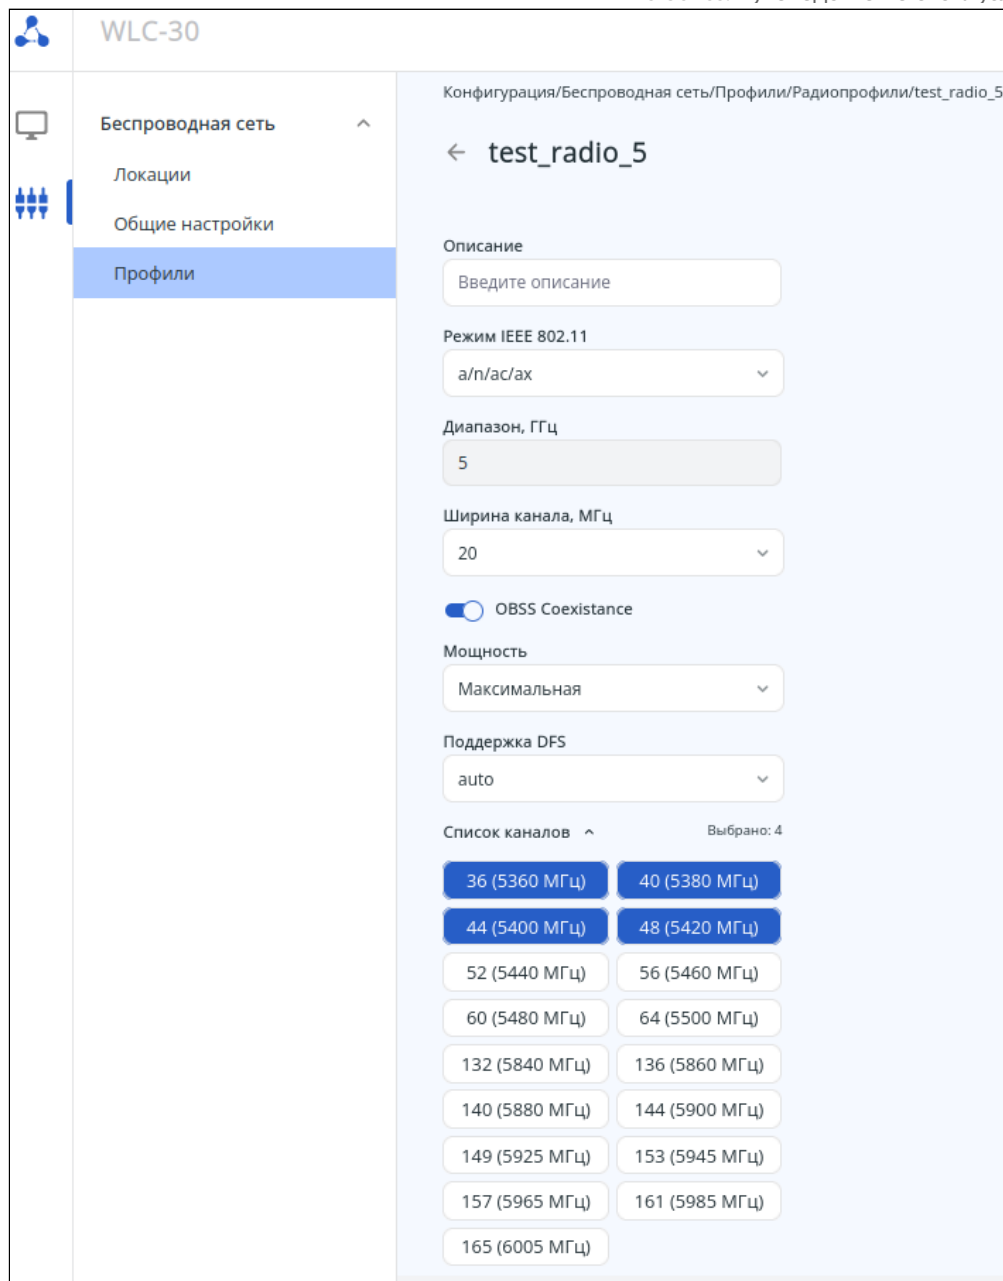 WLC-30
Конфигурация/Беспроводная сеть/Профили/Радиопрофили/test_radio_5
Беспроводная сеть
Локации
Общие настройки
Профили
test_radio_5
Описание
Введите описание
Режим IEEE 802.11
a/n/ac/ax
Диапазон, ГГц
5
Ширина канала, МГц
20
OBSS Coexistance
Мощность
Максимальная
Поддержка DFS
auto
Список каналов Выбрано: 4
36 (5360 МГц) 40 (5380 МГц)
44 (5400 МГц) 48 (5420 МГц)
52 (5440 МГц) 56 (5460 МГц)
60 (5480 МГц) 64 (5500 МГц)
132 (5840 МГц) 136 (5860 МГц)
140 (5880 МГц) 144 (5900 МГц)
149 (5925 МГц) 153 (5945 МГц)
157 (5965 МГц) 161 (5985 МГц)
165 (6005 МГц)